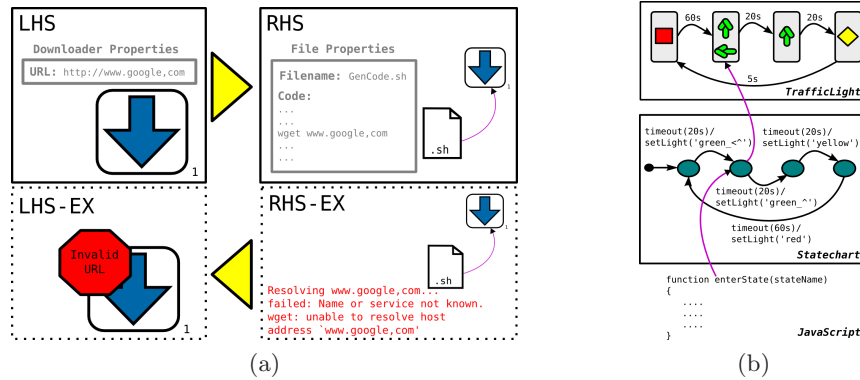 LHS
Downloader Properties
URL: http://www.google,com
1
RHS
File Properties
Filename: GenCode.sh
Code:
...
...
wget www.google,com
...
...
.sh
1
LHS-EX
Invalid
URL
1
RHS-EX
.sh
1
Resolving www.google,com...
failed: Name or service not known.
wget: unable to resolve host
address `www.google,com'
(a)
60s
20s
20s
5s
TrafficLight
timeout(20s)/
setLight('green_<^')
timeout(20s)/
setLight('yellow')
timeout(20s)/
setLight('green_^')
timeout(60s)/
setLight('red')
Statechart
function enterState(stateName)
{
....
....
....
}
JavaScript
(b)